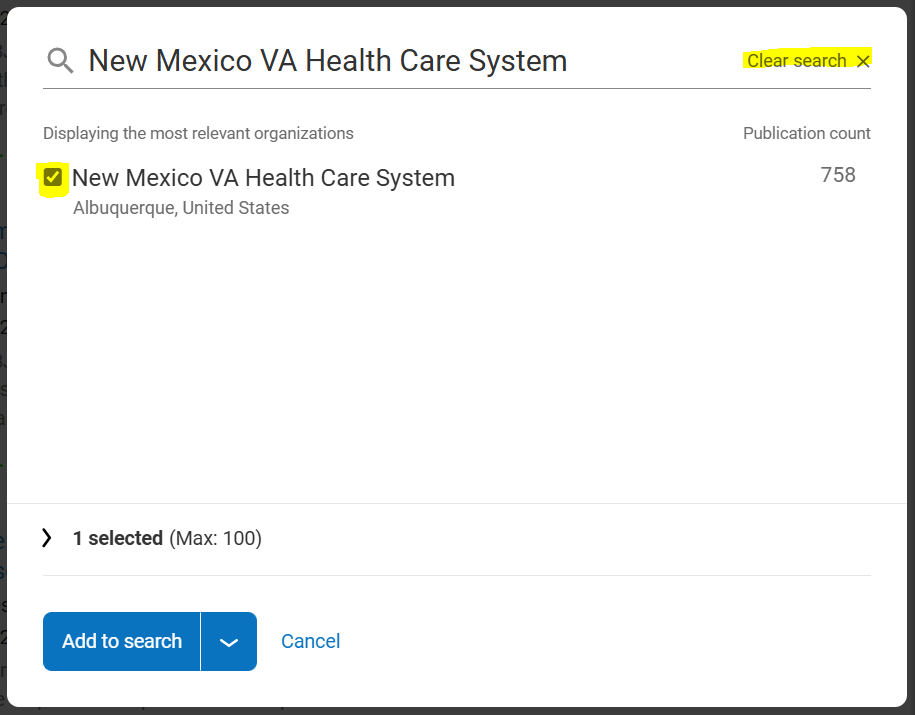 New Mexico VA Health Care System
Clear search
Displaying the most relevant organizations
Publication count
New Mexico VA Health Care System
758
Albuquerque, United States
1 selected (Max: 100)
Add to search
Cancel